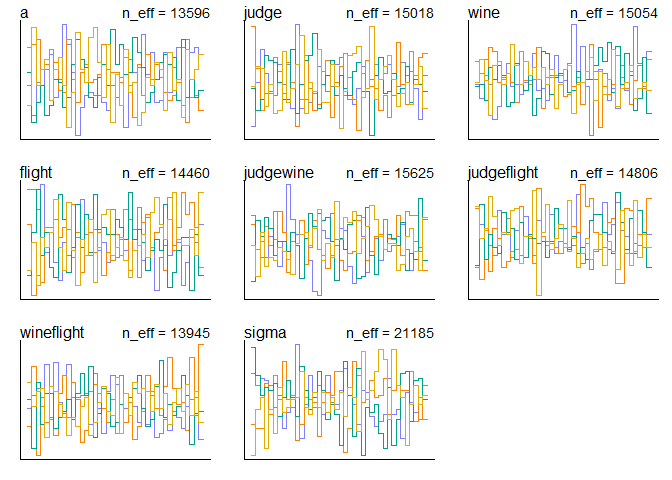 a n_eff = 13596
judge n_eff = 15018
wine n_eff = 15054
flight n_eff = 14460
judgewine n_eff = 15625
judgeflight n_eff = 14806
wineflight n_eff = 13945
sigma n_eff = 21185